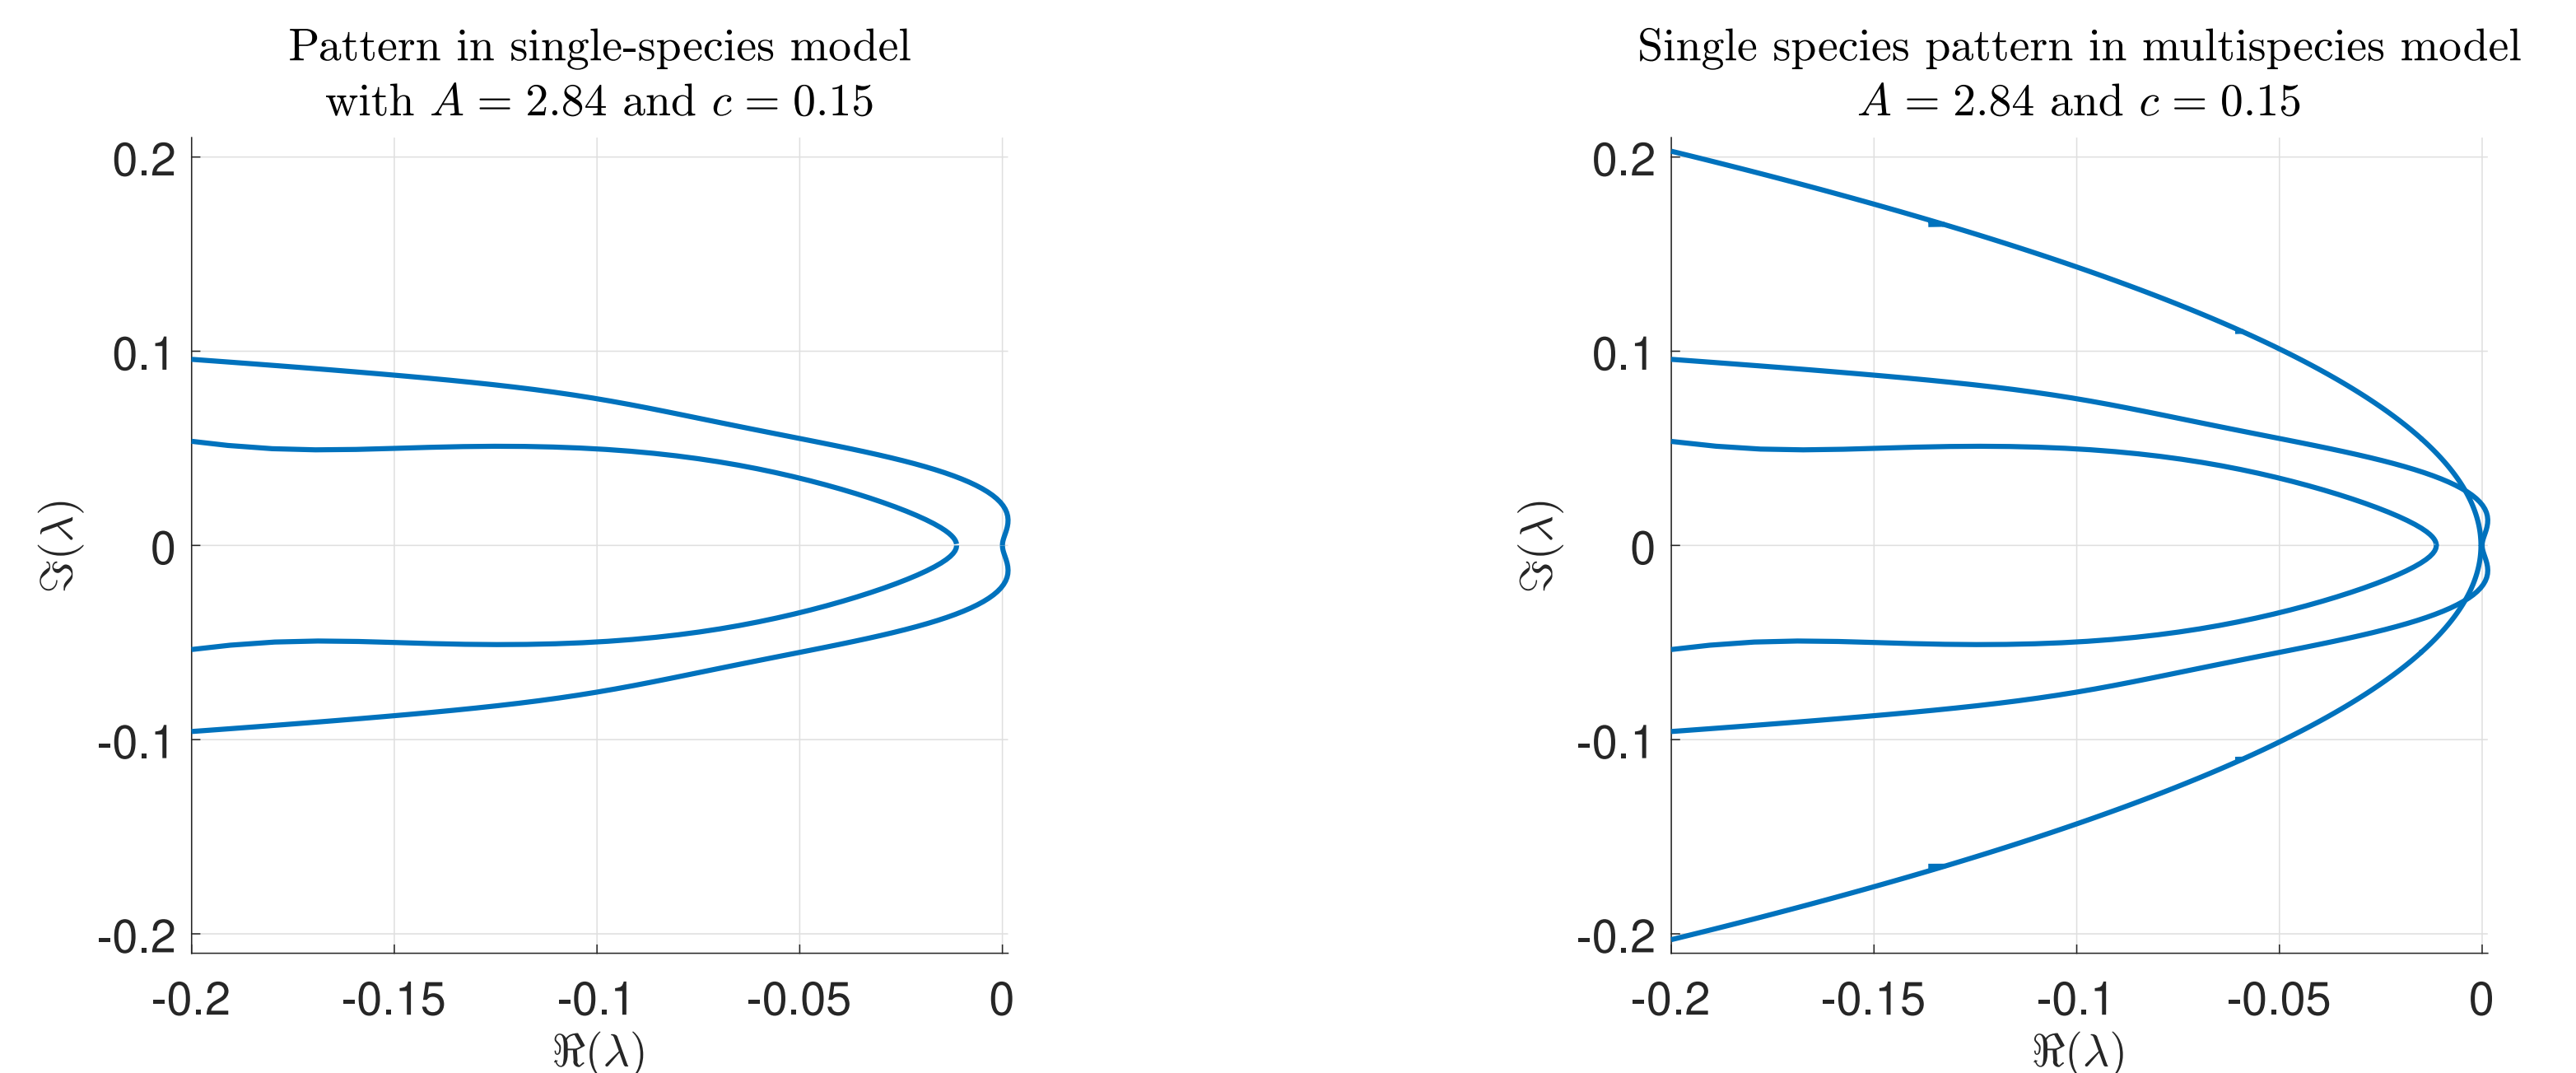 Pattern in single-species model
with A = 2.84 and c = 0.15
0.2
0.1
0
-0.1
-0.2
ℑ(λ)
-0.2 -0.15 -0.1 -0.05 0
ℜ(λ)
Single species pattern in multispecies model
A = 2.84 and c = 0.15
0.2
0.1
0
-0.1
-0.2
ℑ(λ)
-0.2 -0.15 -0.1 -0.05 0
ℜ(λ)